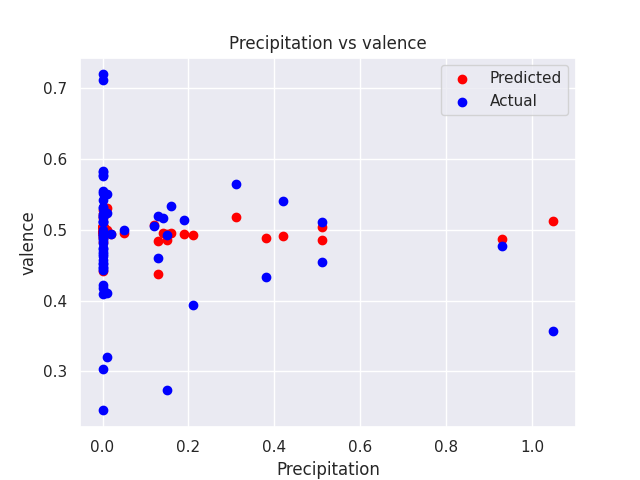 Precipitation vs valence
Predicted
Actual
0.7
0.6
0.5
0.4
0.3
valence
0.0 0.2 0.4 0.6 0.8 1.0
Precipitation